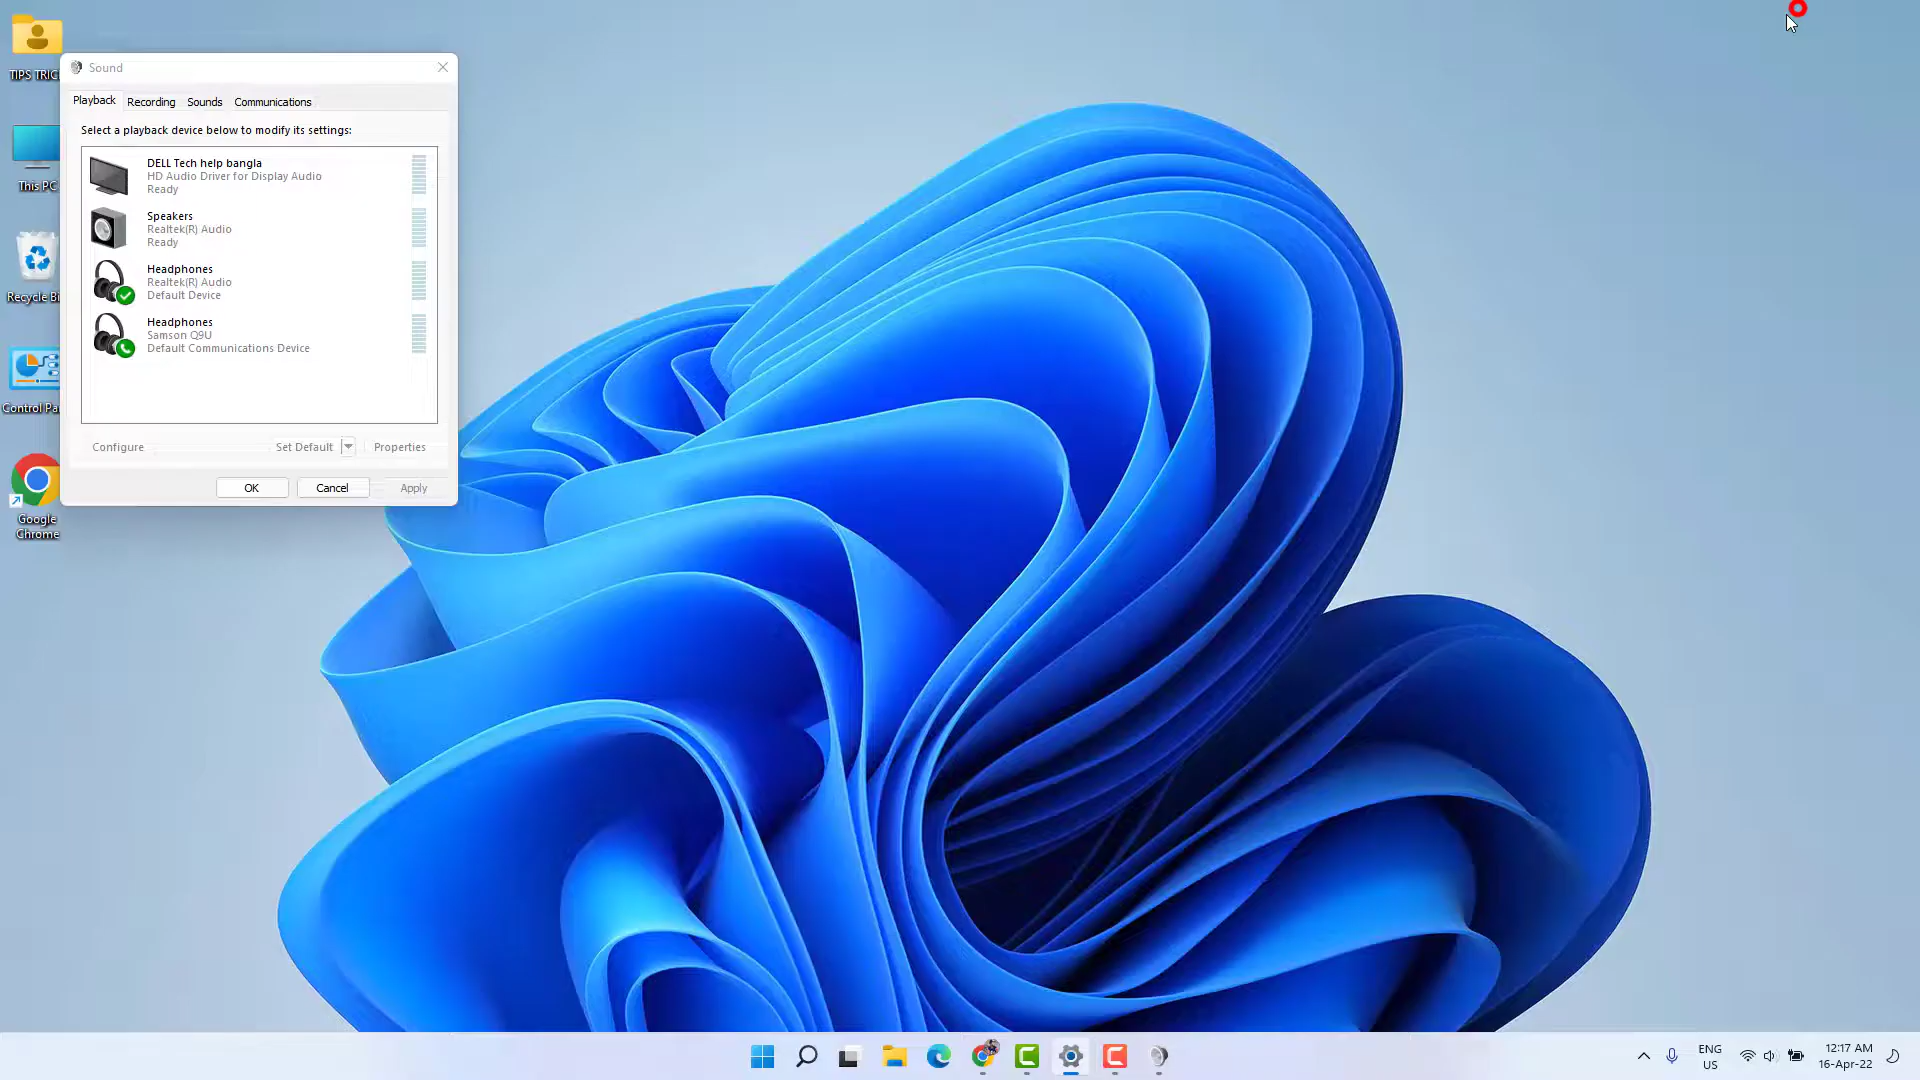 TIPS TRIC
This PC
Recycle Bi
Control Pa
Google
Chrome
Sound
Playback
Recording
Sounds
Communications
Select a playback device below to modify its settings:
DELL Tech help bangla
HD Audio Driver for Display Audio
Ready
Speakers
Realtek(R) Audio
Ready
Headphones
Realtek(R) Audio
Default Device
Headphones
Samson Q9U
Default Communications Device
Configure
Set Default
Properties
OK
Cancel
Apply
ENG
US
12:17 AM
16-Apr-22